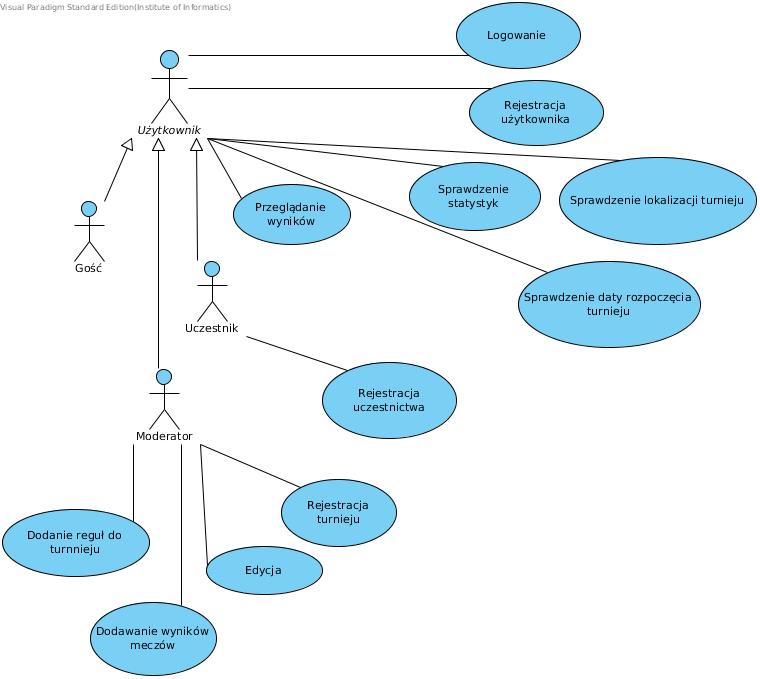 Visual Paradigm Standard Edition(Institute of Informatics)
Logowanie
Rejestracja
użytkownika
Użytkownik
Sprawdzenie
statystyk
Sprawdzenie lokalizacji turnieju
Przeglądanie
wyników
Gość
Sprawdzenie daty rozpoczęcia
turnieju
Uczestnik
Rejestracja
uczestnictwa
Moderator
Rejestracja
turnieju
Dodanie reguł do
turnnieju
Edycja
Dodawanie wyników
meczów